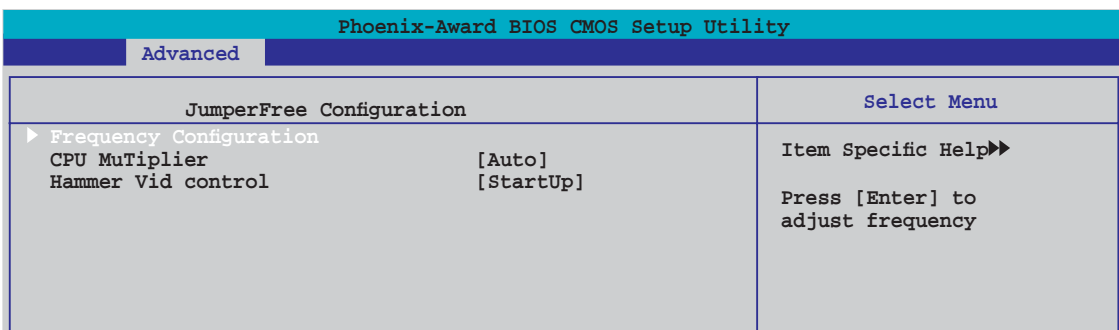 Phoenix-Award BIOS CMOS Setup Utility
Advanced
JumperFree Configuration
Select Menu
Frequency Configuration
CPU MuTiplier [Auto]
Hammer Vid control [StartUp]
Item Specific Help
Press [Enter] to
adjust frequency